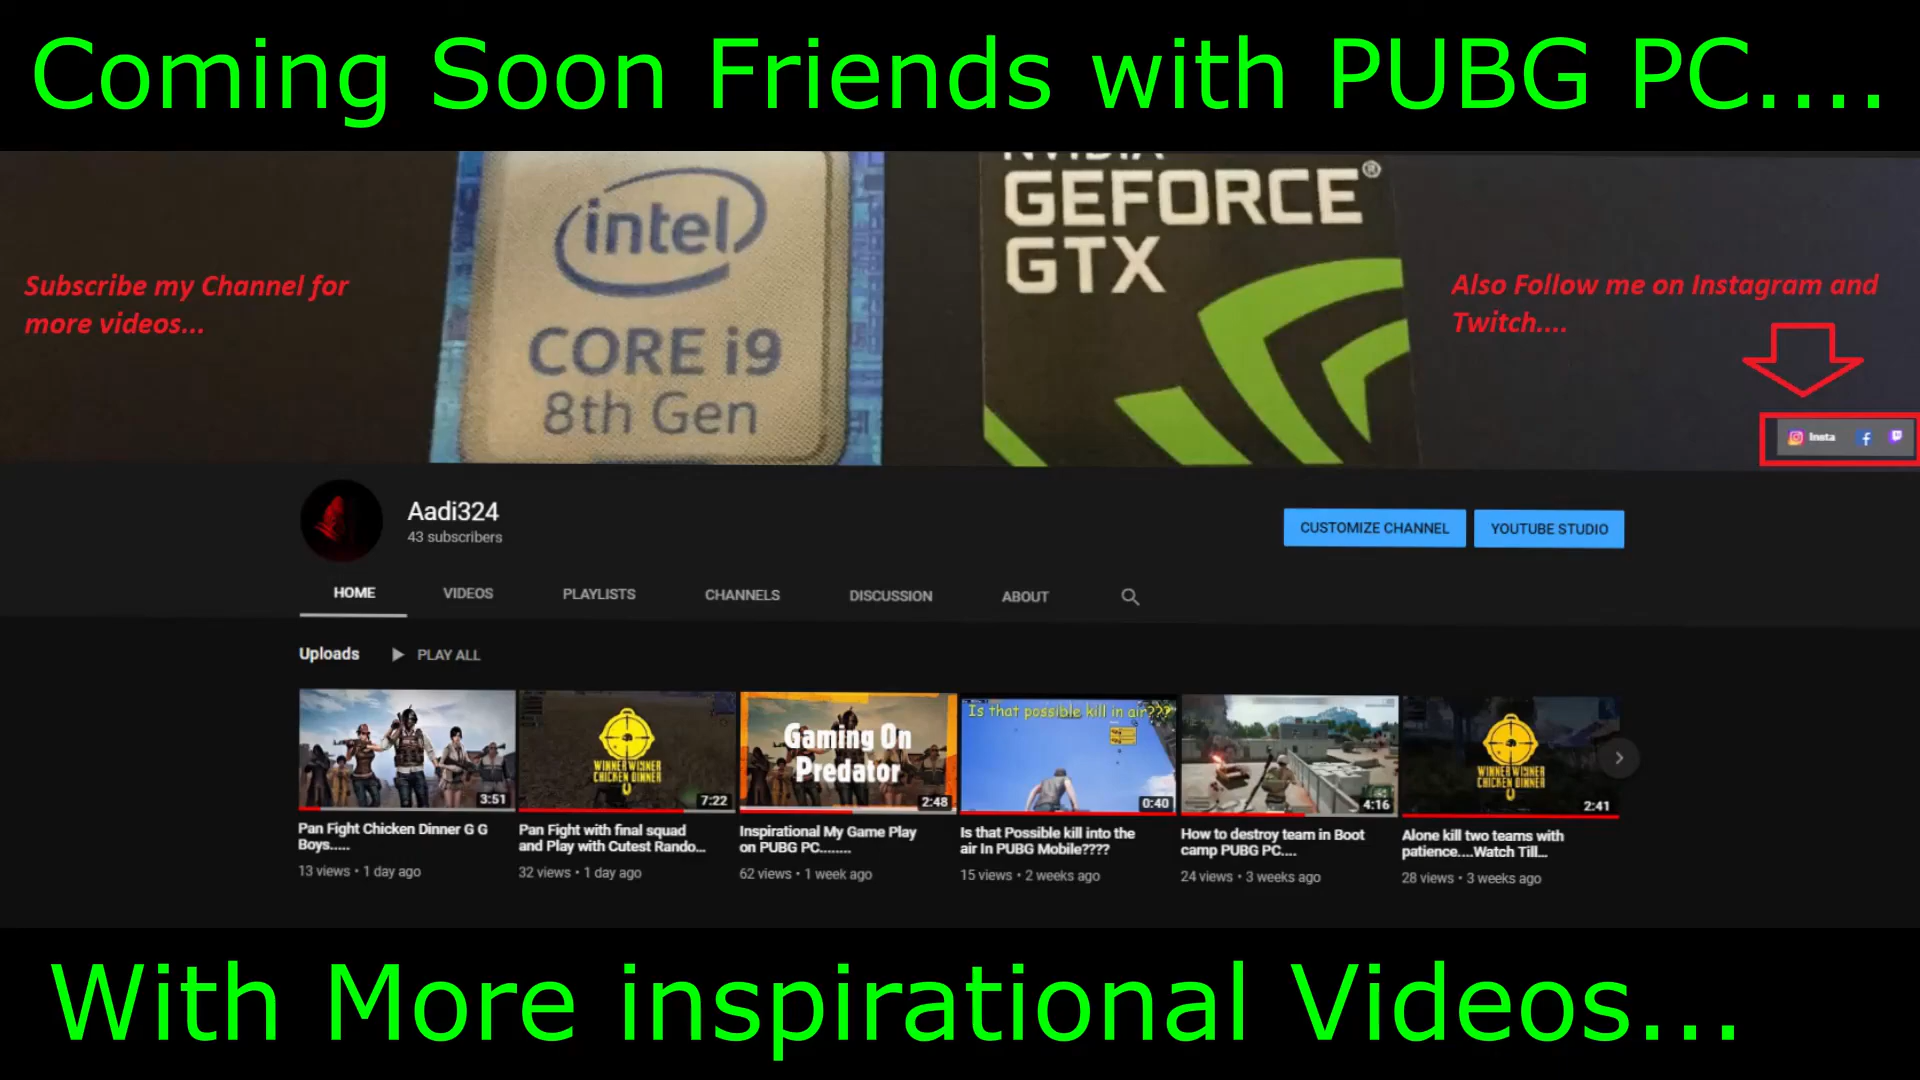 Coming Soon Friends with PUBG PC....
NVIDIA
GEFORCE®
GTX
intel
CORE i9
8th Gen
Subscribe my Channel for
more videos...
Also Follow me on Instagram and
Twitch....
Insta
Aadi324
43 subscribers
CUSTOMIZE CHANNEL
YOUTUBE STUDIO
HOME VIDEOS PLAYLISTS CHANNELS DISCUSSION ABOUT
Uploads PLAY ALL
3:51
Pan Fight Chicken Dinner G G
Boys.....
13 views • 1 day ago
WINNER WINNER
CHICKEN DINNER
7:22
Pan Fight with final squad
and Play with Cutest Rando...
32 views • 1 day ago
Gaming On
Predator
2:48
Inspirational My Game Play
on PUBG PC........
62 views • 1 week ago
Is that possible kill in air???
0:40
Is that Possible kill into the
air In PUBG Mobile????
15 views • 2 weeks ago
4:16
How to destroy team in Boot
camp PUBG PC....
24 views • 3 weeks ago
WINNER WINNER
CHICKEN DINNER
2:41
Alone kill two teams with
patience....Watch Till...
28 views • 3 weeks ago
With More inspirational Videos...